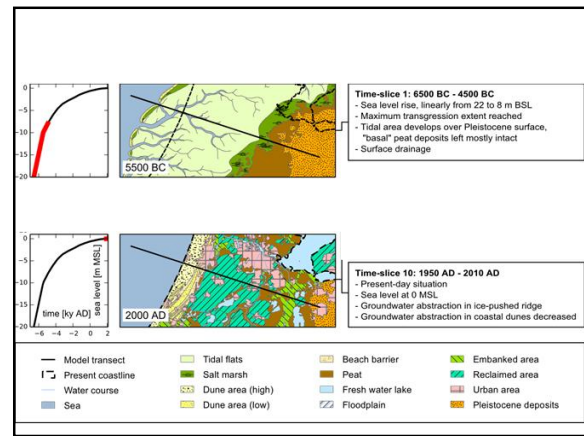 0
−5
−10
−15
−20
5500 BC
Time-slice 1: 6500 BC - 4500 BC
- Sea level rise, linearly from 22 to 8 m BSL
- Maximum transgression extent reached
- Tidal area develops over Pleistocene surface,
"basal" peat deposits left mostly intact
- Surface drainage
0
−5
−10
−15
−20
time [ky AD]
sea level [m MSL]
−6
−2
2
2000 AD
Time-slice 10: 1950 AD - 2010 AD
- Present-day situation
- Sea level at 0 MSL
- Groundwater abstraction in ice-pushed ridge
- Groundwater abstraction in coastal dunes decreased
Model transect
Present coastline
Water course
Sea
Tidal flats
Salt marsh
Dune area (high)
Dune area (low)
Beach barrier
Peat
Fresh water lake
Floodplain
Embanked area
Reclaimed area
Urban area
Pleistocene deposits